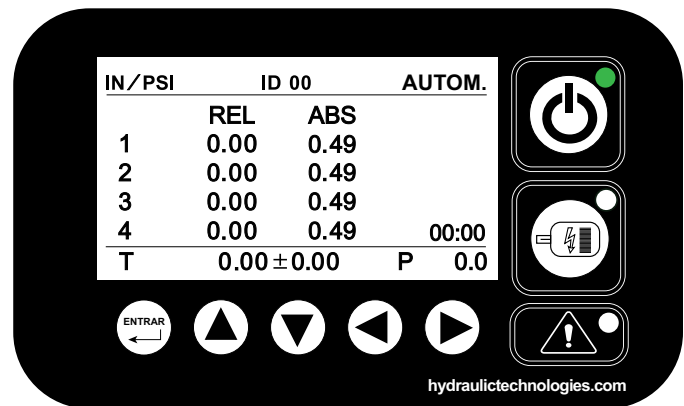 IN/PSI ID 00 AUTOM.
REL ABS
1 0.00 0.49
2 0.00 0.49
3 0.00 0.49
4 0.00 0.49 00:00
T 0.00±0.00 P 0.0
ENTRAR
hydraulictechnologies.com